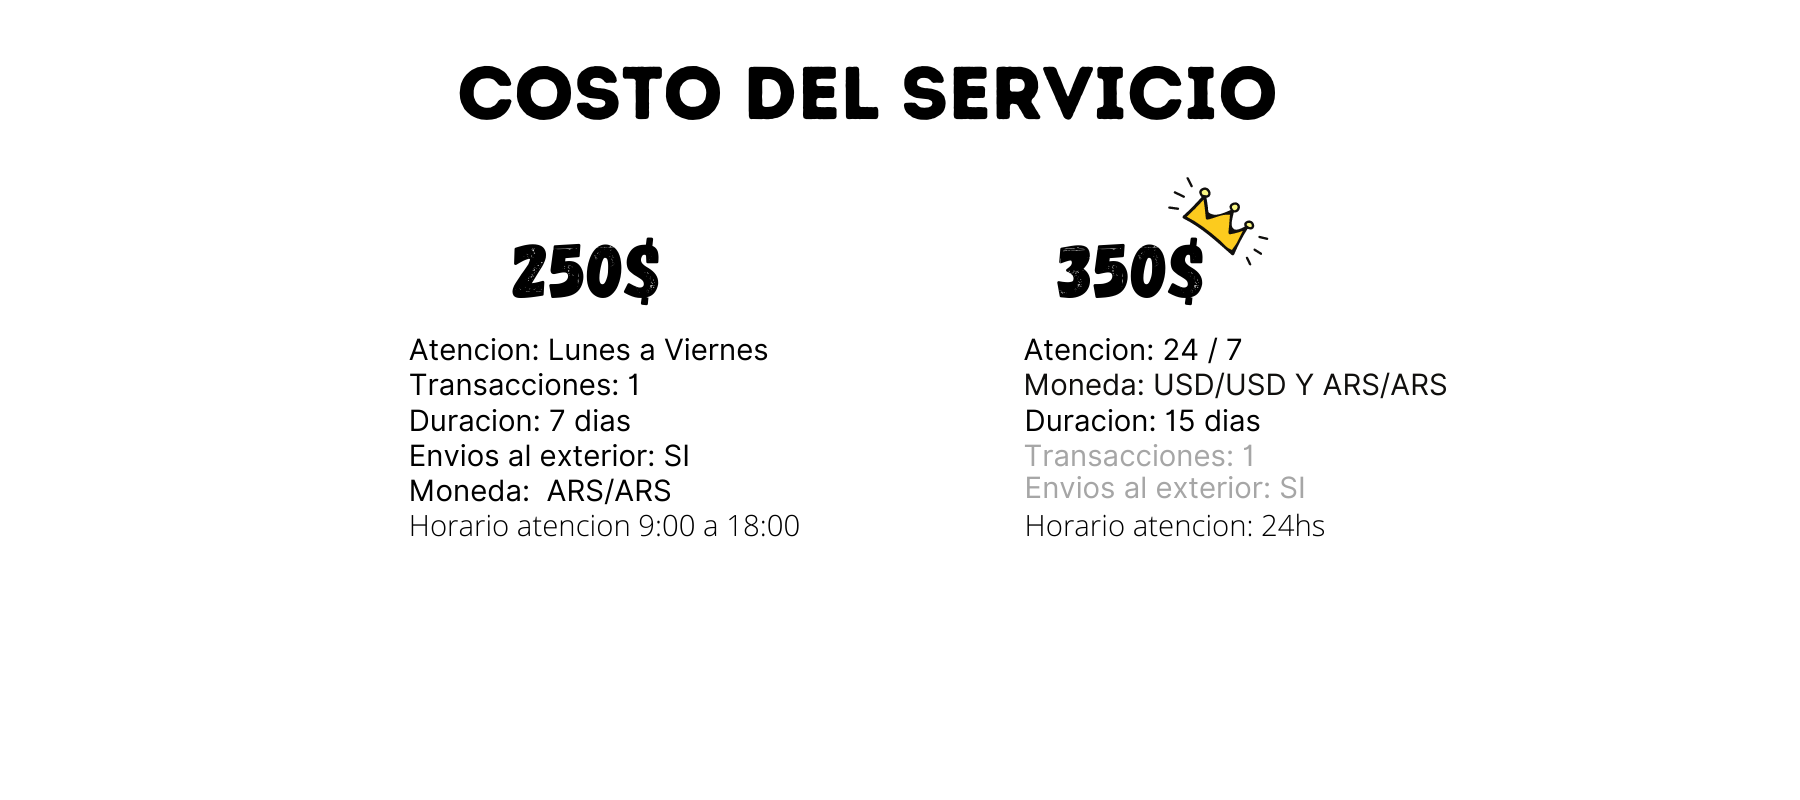 COSTO DEL SERVICIO
250$
Atencion: Lunes a Viernes
Transacciones: 1
Duracion: 7 dias
Envios al exterior: SI
Moneda:  ARS/ARS
Horario atencion 9:00 a 18:00
350$
Atencion: 24 / 7
Moneda: USD/USD Y ARS/ARS
Duracion: 15 dias
Transacciones: 1
Envios al exterior: SI
Horario atencion: 24hs